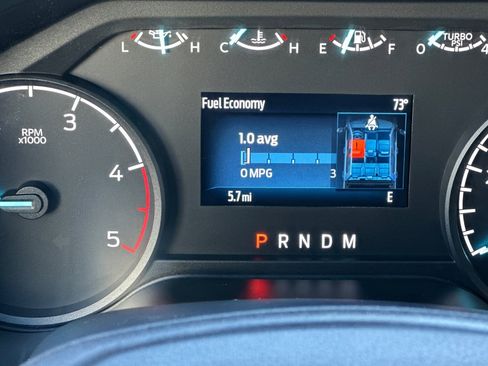 L H C H E F 0 TURBO 4
PSI
Fuel Economy 73°
1.0 avg
0 MPG 3
5.7 mi E
RPM
x1000
3
4
5
P R N D M